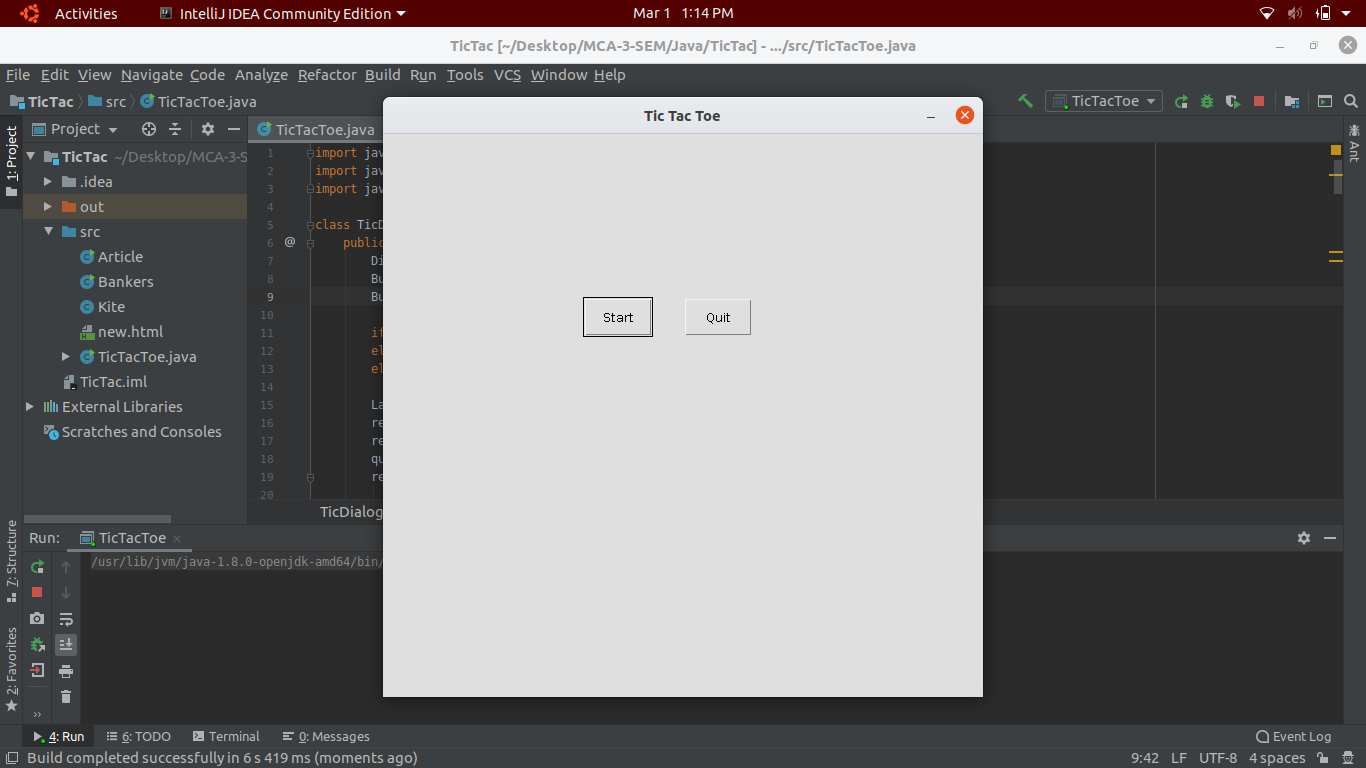 Activities IntelliJ IDEA Community Edition Mar 1 1:14 PM
TicTac [~/Desktop/MCA-3-SEM/Java/TicTac] - .../src/TicTacToe.java
File Edit View Navigate Code Analyze Refactor Build Run Tools VCS Window Help
TicTac src TicTacToe.java TicTacToe
Tic Tac Toe
1: Project
Project
TicTac ~/Desktop/MCA-3-S
.idea
out
src
Article
Bankers
Kite
new.html
TicTacToe.java
TicTac.iml
External Libraries
Scratches and Consoles
TicTacToe.java
1 import jav
2 import jav
3 import jav
4
5 class TicD
6 @ public
7 Di
8 Bu
9 Bu
10
11 if
12 el
13 el
14
15 La
16 re
17 re
18 qu
19 re
20
TicDialog
Start Quit
Ant
7: Structure
2: Favorites
Run: TicTacToe
/usr/lib/jvm/java-1.8.0-openjdk-amd64/bin/
4: Run 6: TODO Terminal 0: Messages Event Log
Build completed successfully in 6 s 419 ms (moments ago) 9:42 LF UTF-8 4 spaces